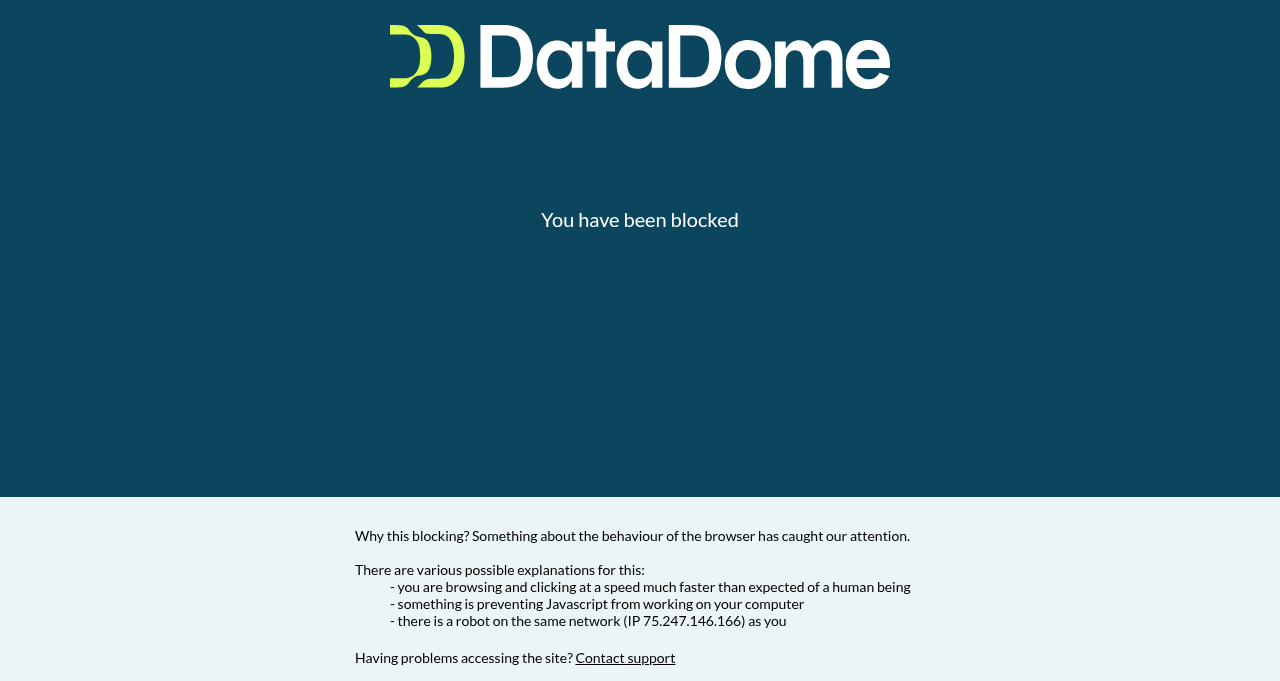 DataDome
You have been blocked
Why this blocking? Something about the behaviour of the browser has caught our attention.
There are various possible explanations for this:
- you are browsing and clicking at a speed much faster than expected of a human being
- something is preventing Javascript from working on your computer
- there is a robot on the same network (IP 75.247.146.166) as you
Having problems accessing the site? Contact support